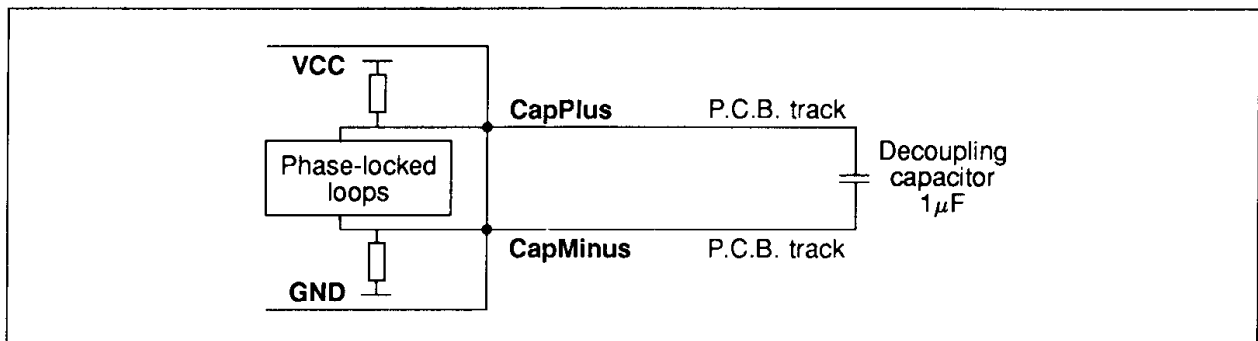 VCC
CapPlus
P.C.B. track
Phase-locked
loops
Decoupling
capacitor
1μF
CapMinus
P.C.B. track
GND